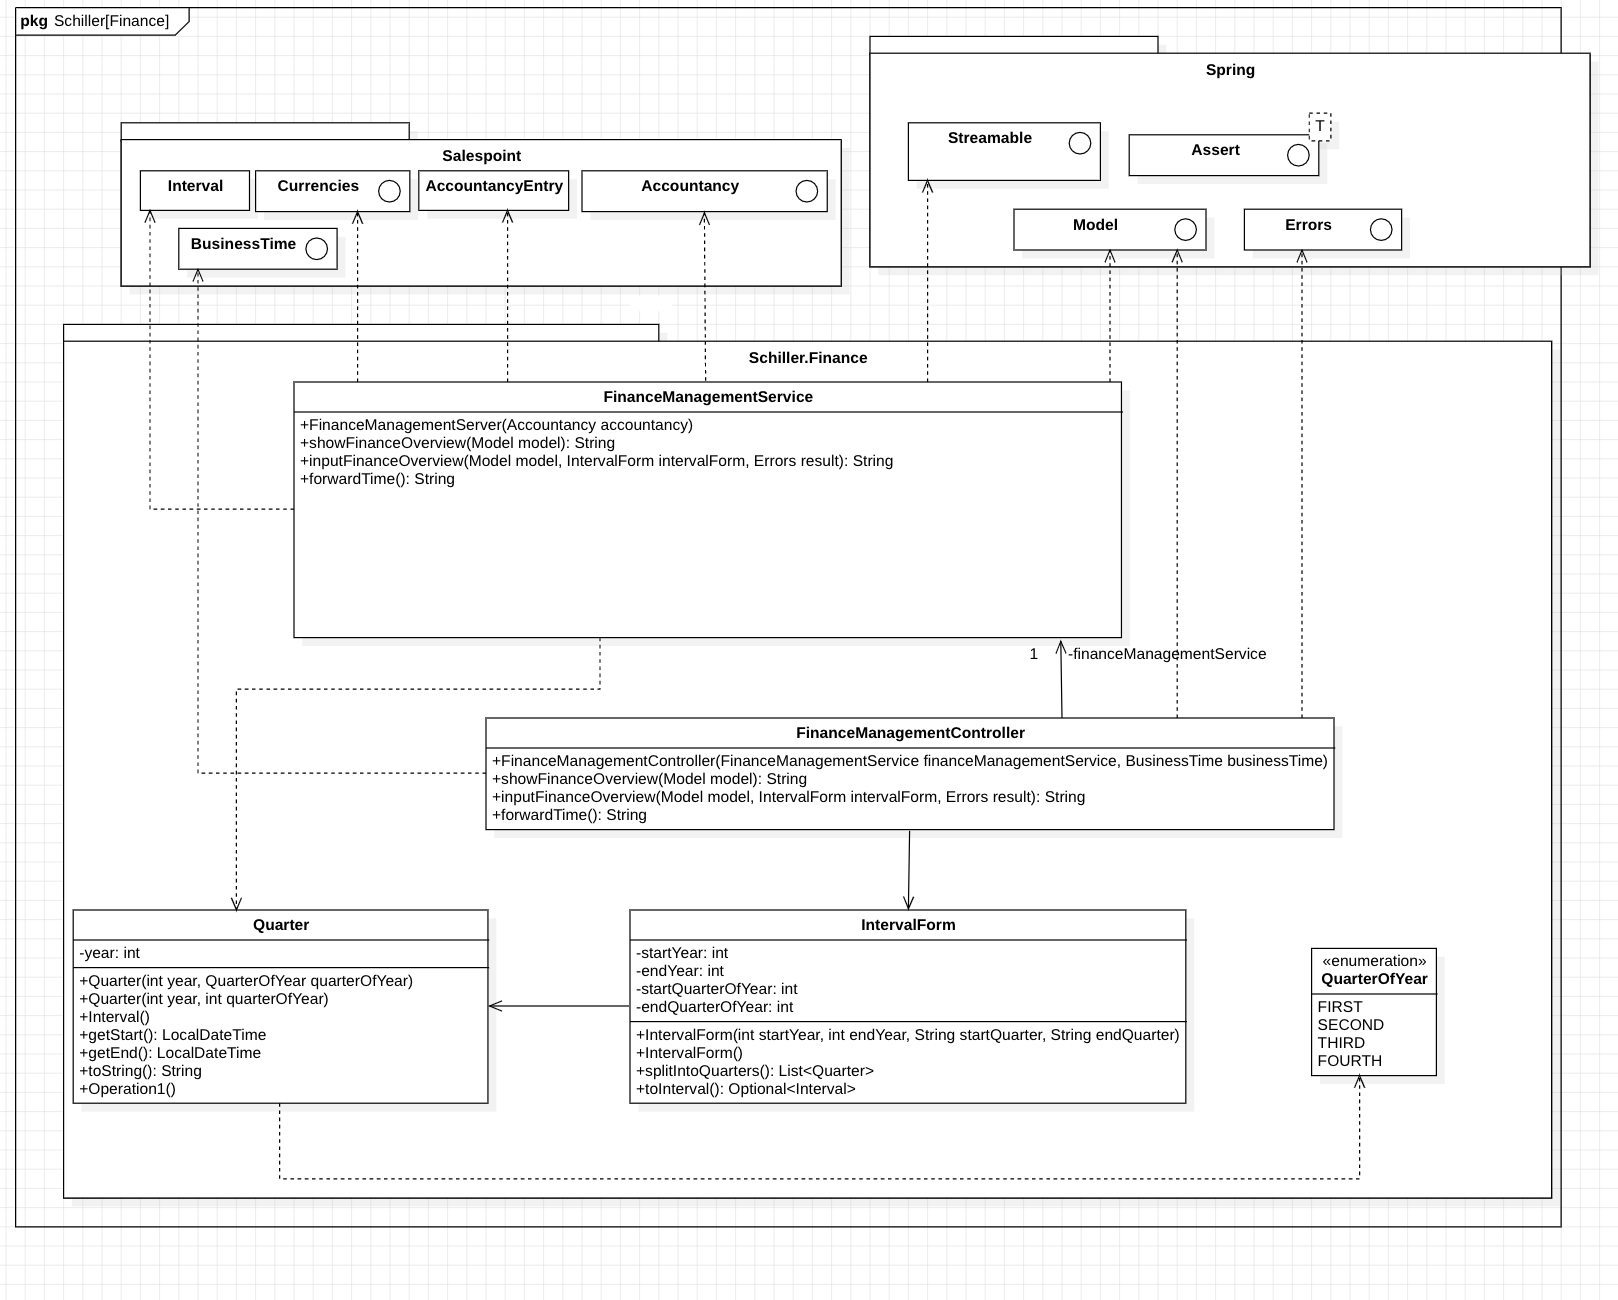 pkg Schiller[Finance]
Spring
Streamable
T
Assert
Model
Errors
Salespoint
Interval
Currencies
AccountancyEntry
Accountancy
BusinessTime
Schiller.Finance
FinanceManagementService
+FinanceManagementServer(Accountancy accountancy)
+showFinanceOverview(Model model): String
+inputFinanceOverview(Model model, IntervalForm intervalForm, Errors result): String
+forwardTime(): String
1
-financeManagementService
FinanceManagementController
+FinanceManagementController(FinanceManagementService financeManagementService, BusinessTime businessTime)
+showFinanceOverview(Model model): String
+inputFinanceOverview(Model model, IntervalForm intervalForm, Errors result): String
+forwardTime(): String
Quarter
-year: int
+Quarter(int year, QuarterOfYear quarterOfYear)
+Quarter(int year, int quarterOfYear)
+Interval()
+getStart(): LocalDateTime
+getEnd(): LocalDateTime
+toString(): String
+Operation1()
IntervalForm
-startYear: int
-endYear: int
-startQuarterOfYear: int
-endQuarterOfYear: int
+IntervalForm(int startYear, int endYear, String startQuarter, String endQuarter)
+IntervalForm()
+splitIntoQuarters(): List<Quarter>
+toInterval(): Optional<Interval>
«enumeration»
QuarterOfYear
FIRST
SECOND
THIRD
FOURTH